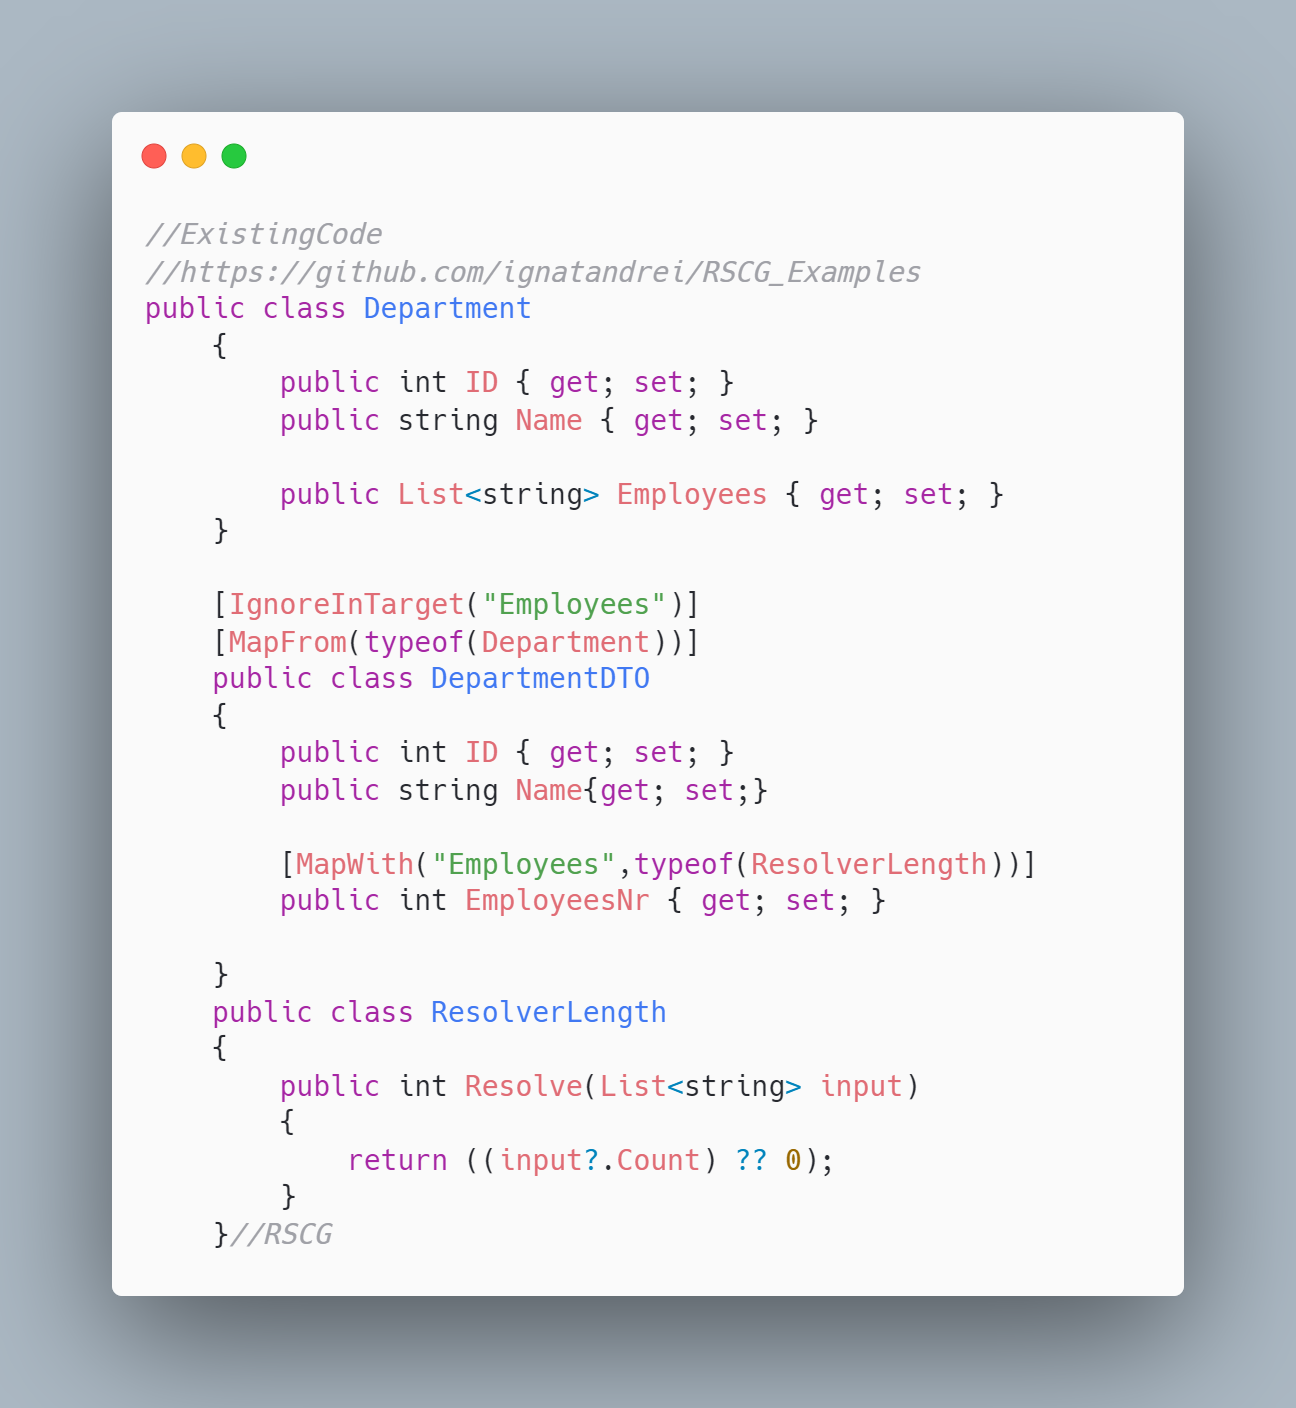 //ExistingCode
//https://github.com/ignatandrei/RSCG_Examples
public class Department
    {
        public int ID { get; set; }
        public string Name { get; set; }

        public List<string> Employees { get; set; }
    }

    [IgnoreInTarget("Employees")]
    [MapFrom(typeof(Department))]
    public class DepartmentDTO
    {
        public int ID { get; set; }
        public string Name{get; set;}

        [MapWith("Employees",typeof(ResolverLength))]
        public int EmployeesNr { get; set; }

    }
    public class ResolverLength
    {
        public int Resolve(List<string> input)
        {
            return ((input?.Count) ?? 0);
        }
    }//RSCG